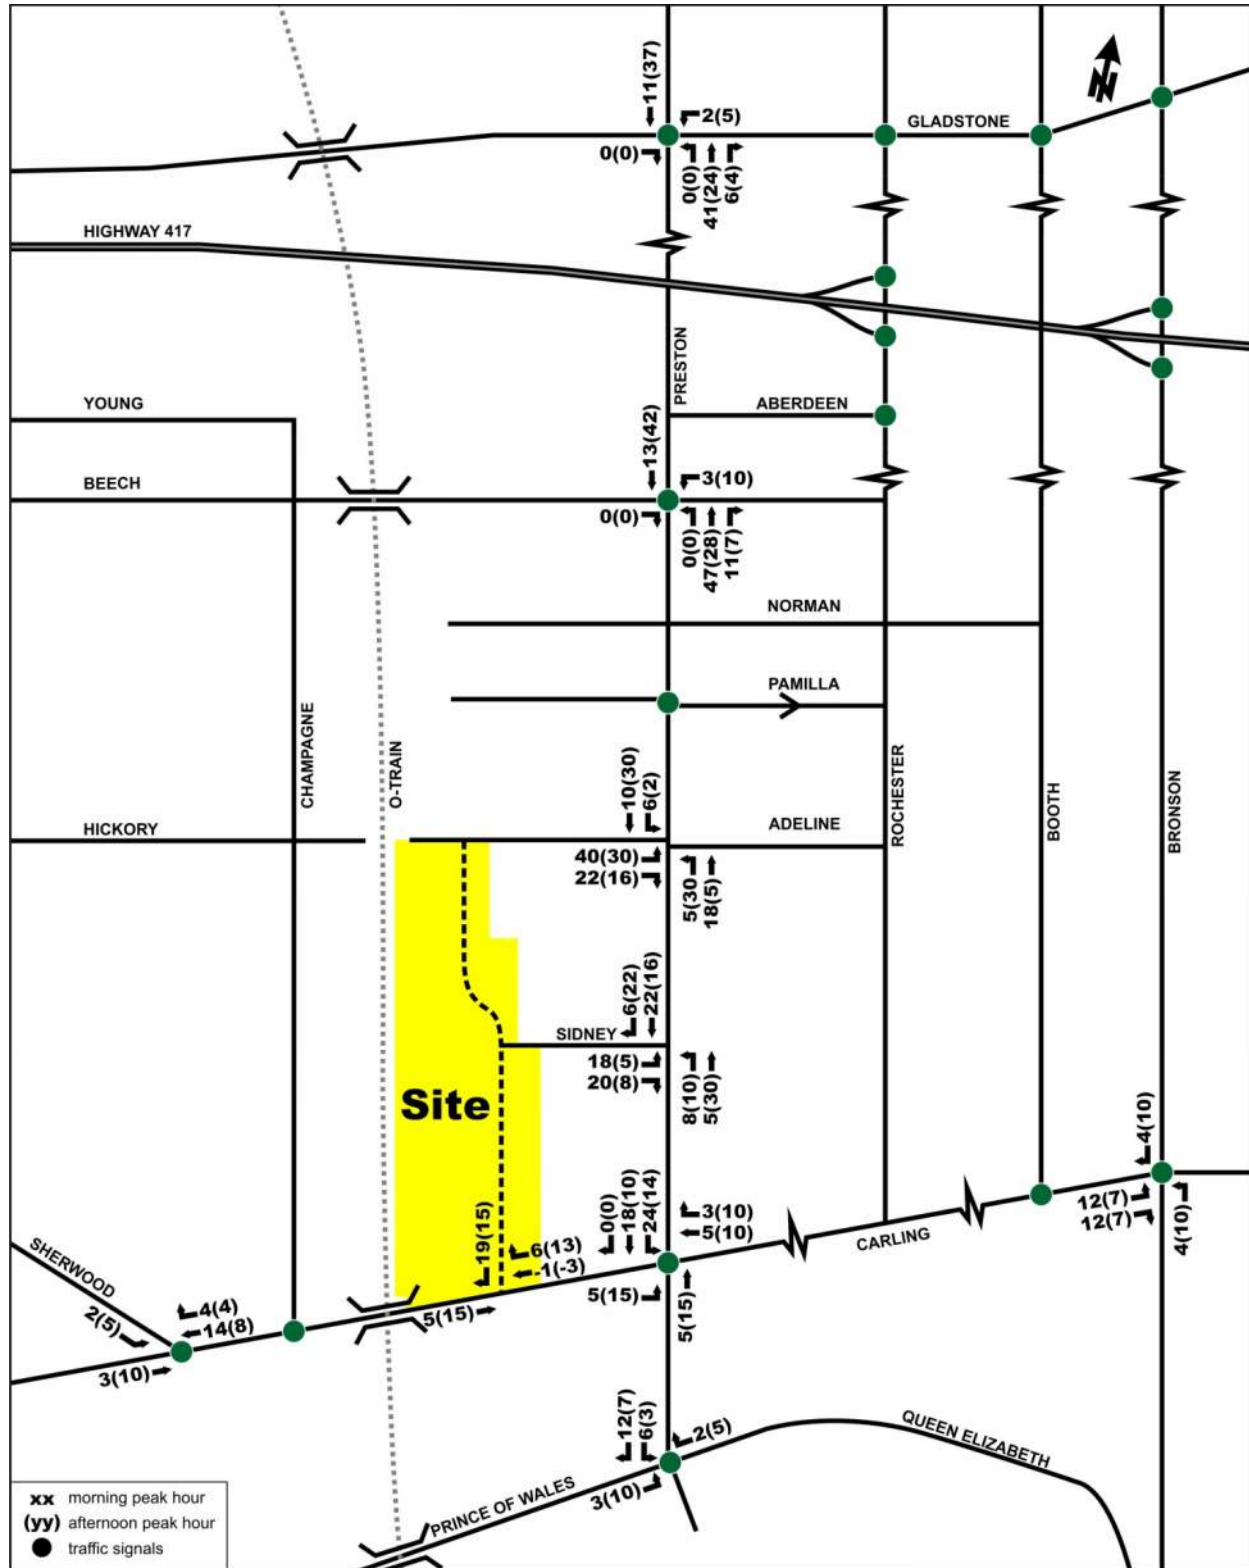 11(37)
2(5)
GLADSTONE
0(0)
0(0)
41(24)
6(4)
N
HIGHWAY 417
PRESTON
YOUNG
ABERDEEN
13(42)
BEECH
3(10)
0(0)
0(0)
47(28)
11(7)
NORMAN
PAMILLA
CHAMPAGNE
O-TRAIN
ROCHESTER
BOOTH
BRONSON
10(30)
6(2)
HICKORY
ADELINE
40(30)
22(16)
5(30
18(5)
6(22)
22(16)
SIDNEY
18(5)
20(8)
8(10)
5(30)
Site
4(10)
12(7)
12(7)
4(10)
0(0)
18(10)
24(14)
3(10)
5(10)
CARLING
19(15)
6(13)
-1(-3)
5(15)
5(15)
5(15)
SHERWOOD
4(4)
14(8)
2(5)
3(10)
12(7)
6(3)
2(5)
3(10)
QUEEN ELIZABETH
PRINCE OF WALES
xx morning peak hour
(yy) afternoon peak hour
traffic signals